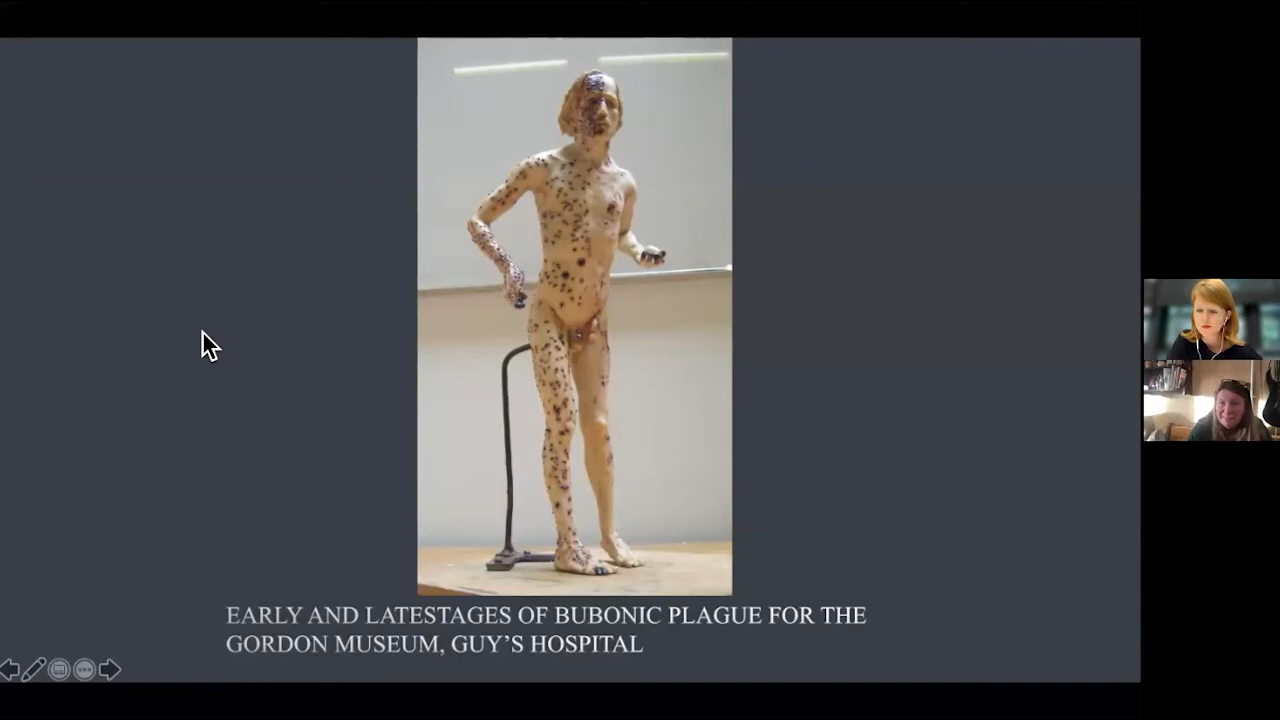 EARLY AND LATESTAGES OF BUBONIC PLAGUE FOR THE
GORDON MUSEUM, GUY'S HOSPITAL